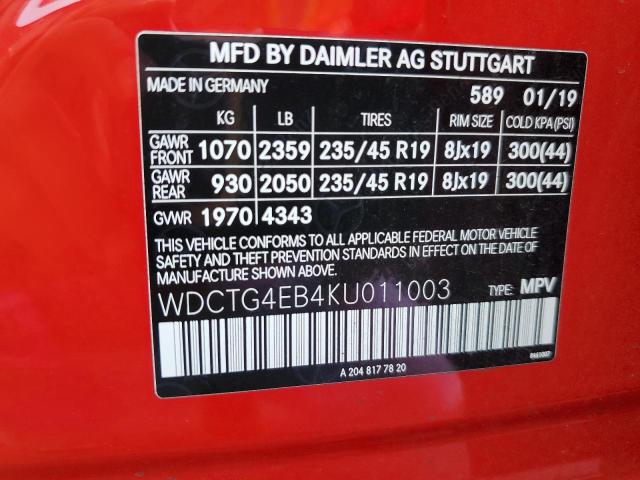 MFD BY DAIMLER AG STUTTGART
MADE IN GERMANY 589 01/19
KG LB TIRES RIM SIZE COLD KPA(PSI)
GAWR FRONT 1070 2359 235/45 R19 8Jx19 300(44)
GAWR REAR 930 2050 235/45 R19 8Jx19 300(44)
GVWR 1970 4343
THIS VEHICLE CONFORMS TO ALL APPLICABLE FEDERAL MOTOR VEHICLE
SAFETY AND THEFT PREVENTION STANDARDS IN EFFECT ON THE DATE OF
MANUFACTURE SHOWN ABOVE.
TYPE: MPV
WDCTG4EB4KU011003
A 204 817 78 20